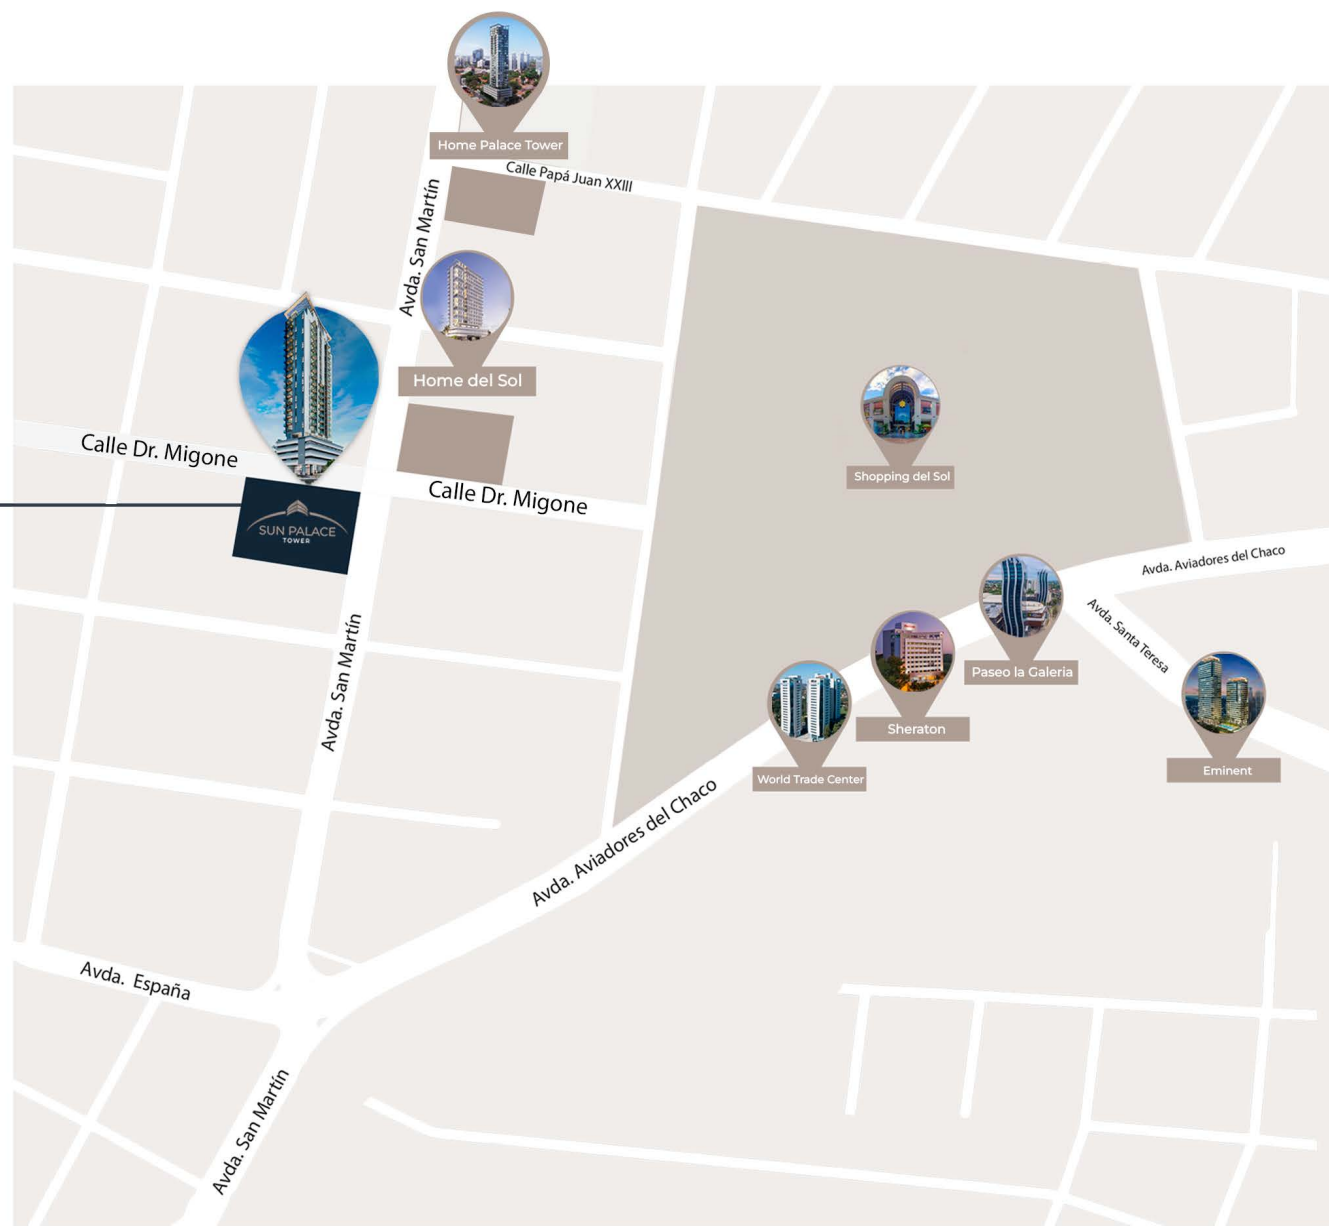 Home Palace Tower
Calle Papá Juan XXIII
Avda. San Martín
Home del Sol
Calle Dr. Migone
Calle Dr. Migone
Shopping del Sol
SUN PALACE
TOWER
Avda. Aviadores del Chaco
Avda. Santa Teresa
Paseo la Galeria
Avda. San Martín
Sheraton
Eminent
World Trade Center
Avda. Aviadores del Chaco
Avda. España
Avda. San Martín